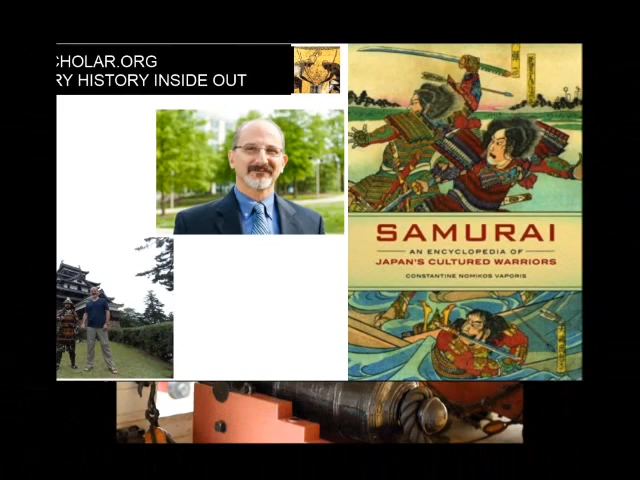 CHOLAR.ORG
RY HISTORY INSIDE OUT
SAMURAI
AN ENCYCLOPEDIA OF
JAPAN'S CULTURED WARRIORS
CONSTANTINE NOMIKOS VAPORIS